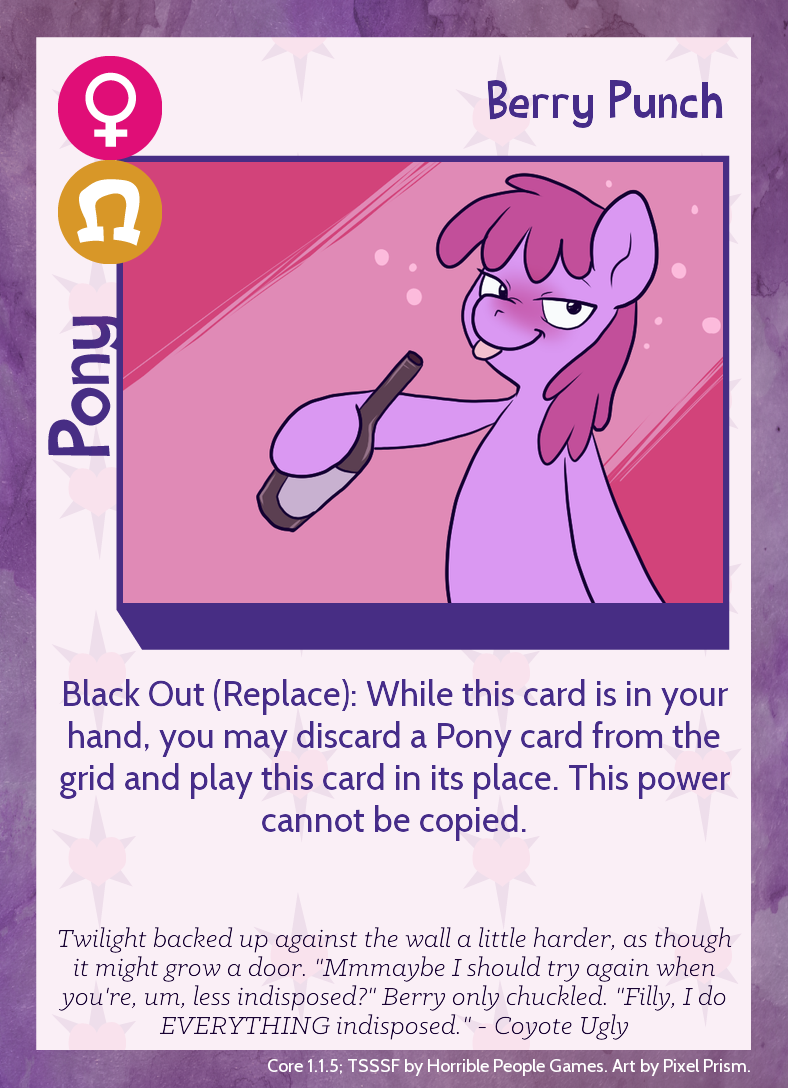 Berry Punch
Pony
Black Out (Replace): While this card is in your
hand, you may discard a Pony card from the
grid and play this card in its place. This power
cannot be copied.
Twilight backed up against the wall a little harder, as though
it might grow a door. "Mmmaybe I should try again when
you're, um, less indisposed?" Berry only chuckled. "Filly, I do
EVERYTHING indisposed." - Coyote Ugly
Core 1.1.5; TSSSF by Horrible People Games. Art by Pixel Prism.